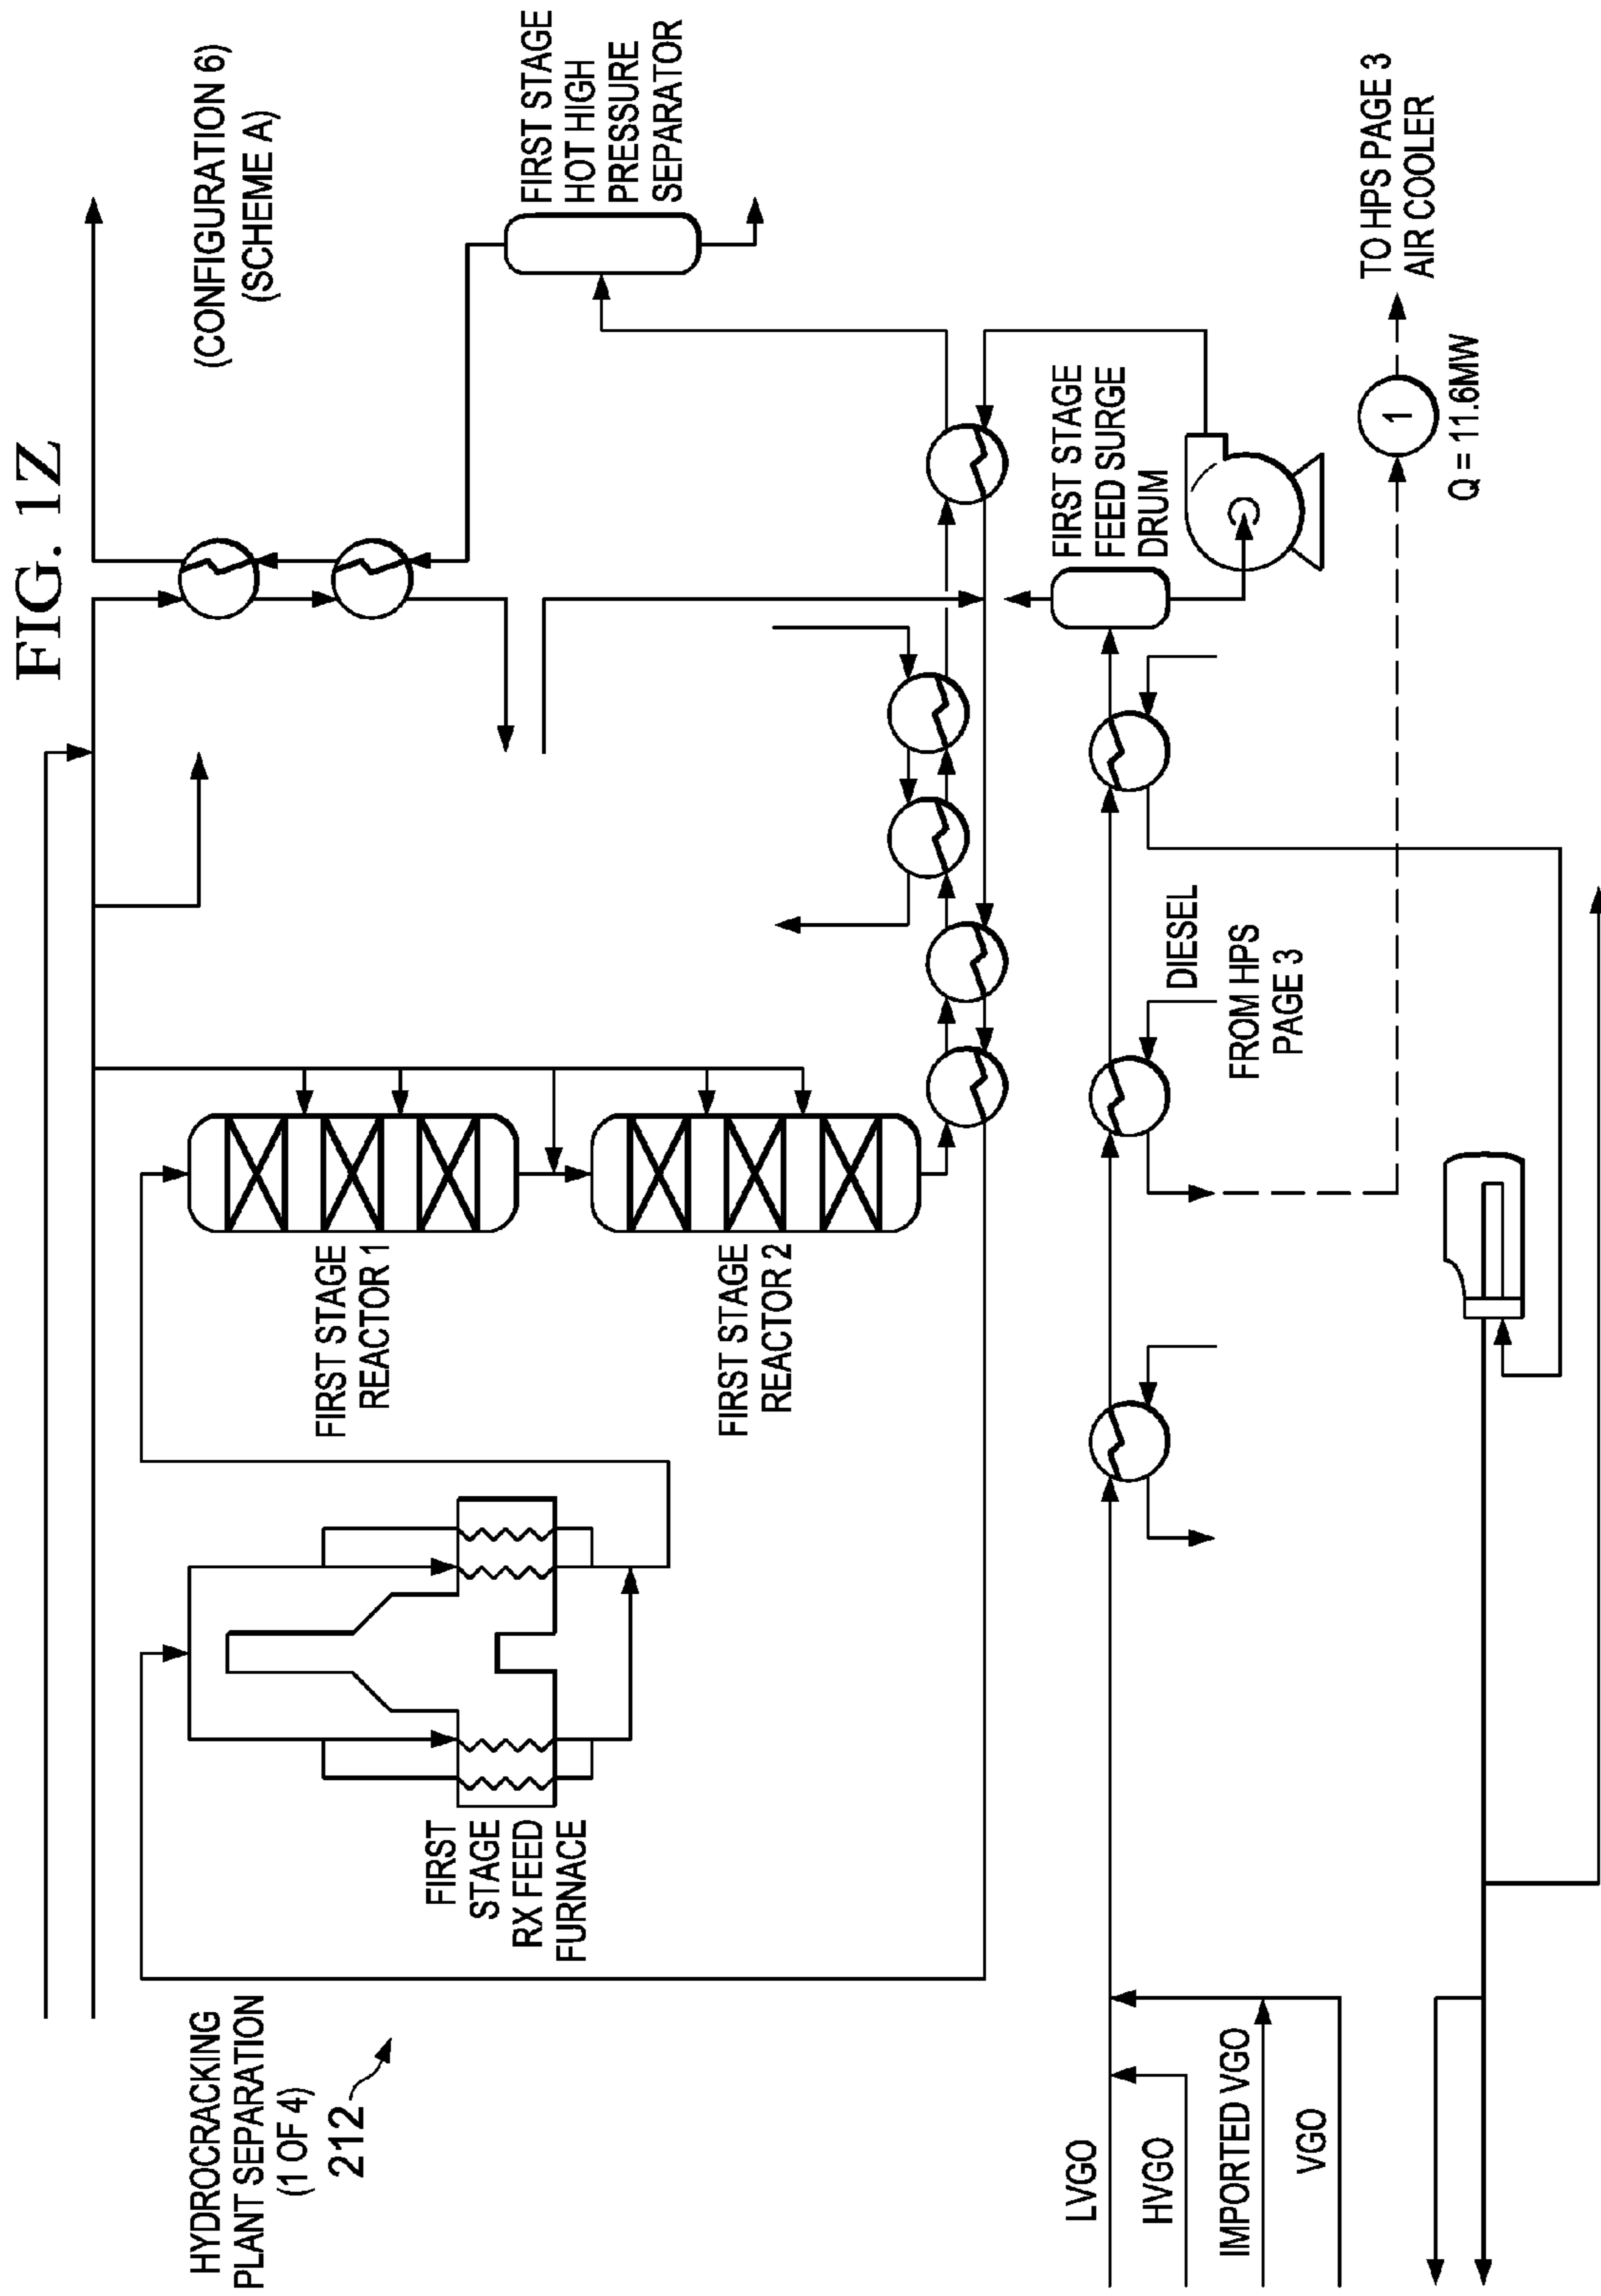 FIG. 1Z
HYDROCRACKING
PLANT SEPARATION
(1 OF 4)
212
(CONFIGURATION 6)
(SCHEME A)
FIRST
STAGE
RX FEED
FURNACE
FIRST STAGE
REACTOR 1
FIRST STAGE
REACTOR 2
FIRST STAGE
HOT HIGH
PRESSURE
SEPARATOR
LVGO
HVGO
IMPORTED VGO
VGO
DIESEL
FROM HPS
PAGE 3
FIRST STAGE
FEED SURGE
DRUM
1
Q = 11.6MW
TO HPS PAGE 3
AIR COOLER